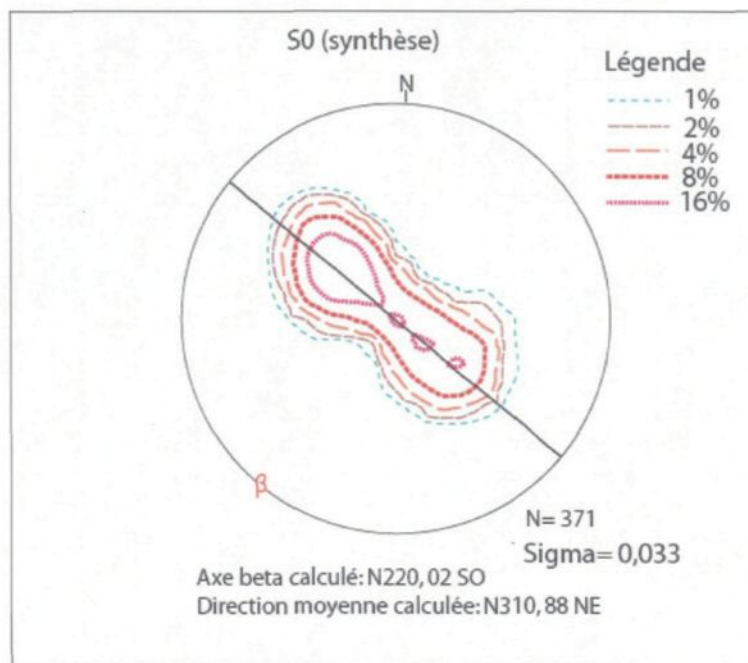 S0 (synthèse)
Légende
N
1%
2%
4%
8%
16%
β
N= 371
Sigma= 0,033
Axe beta calculé: N220, 02 SO
Direction moyenne calculée: N310, 88 NE